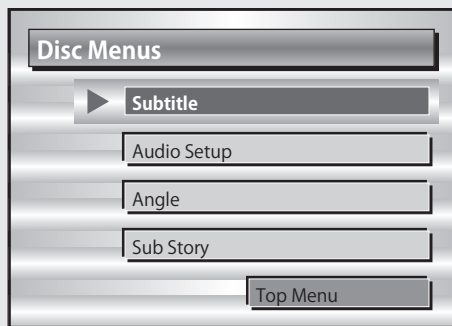 Disc Menus
Subtitle
Audio Setup
Angle
Sub Story
Top Menu